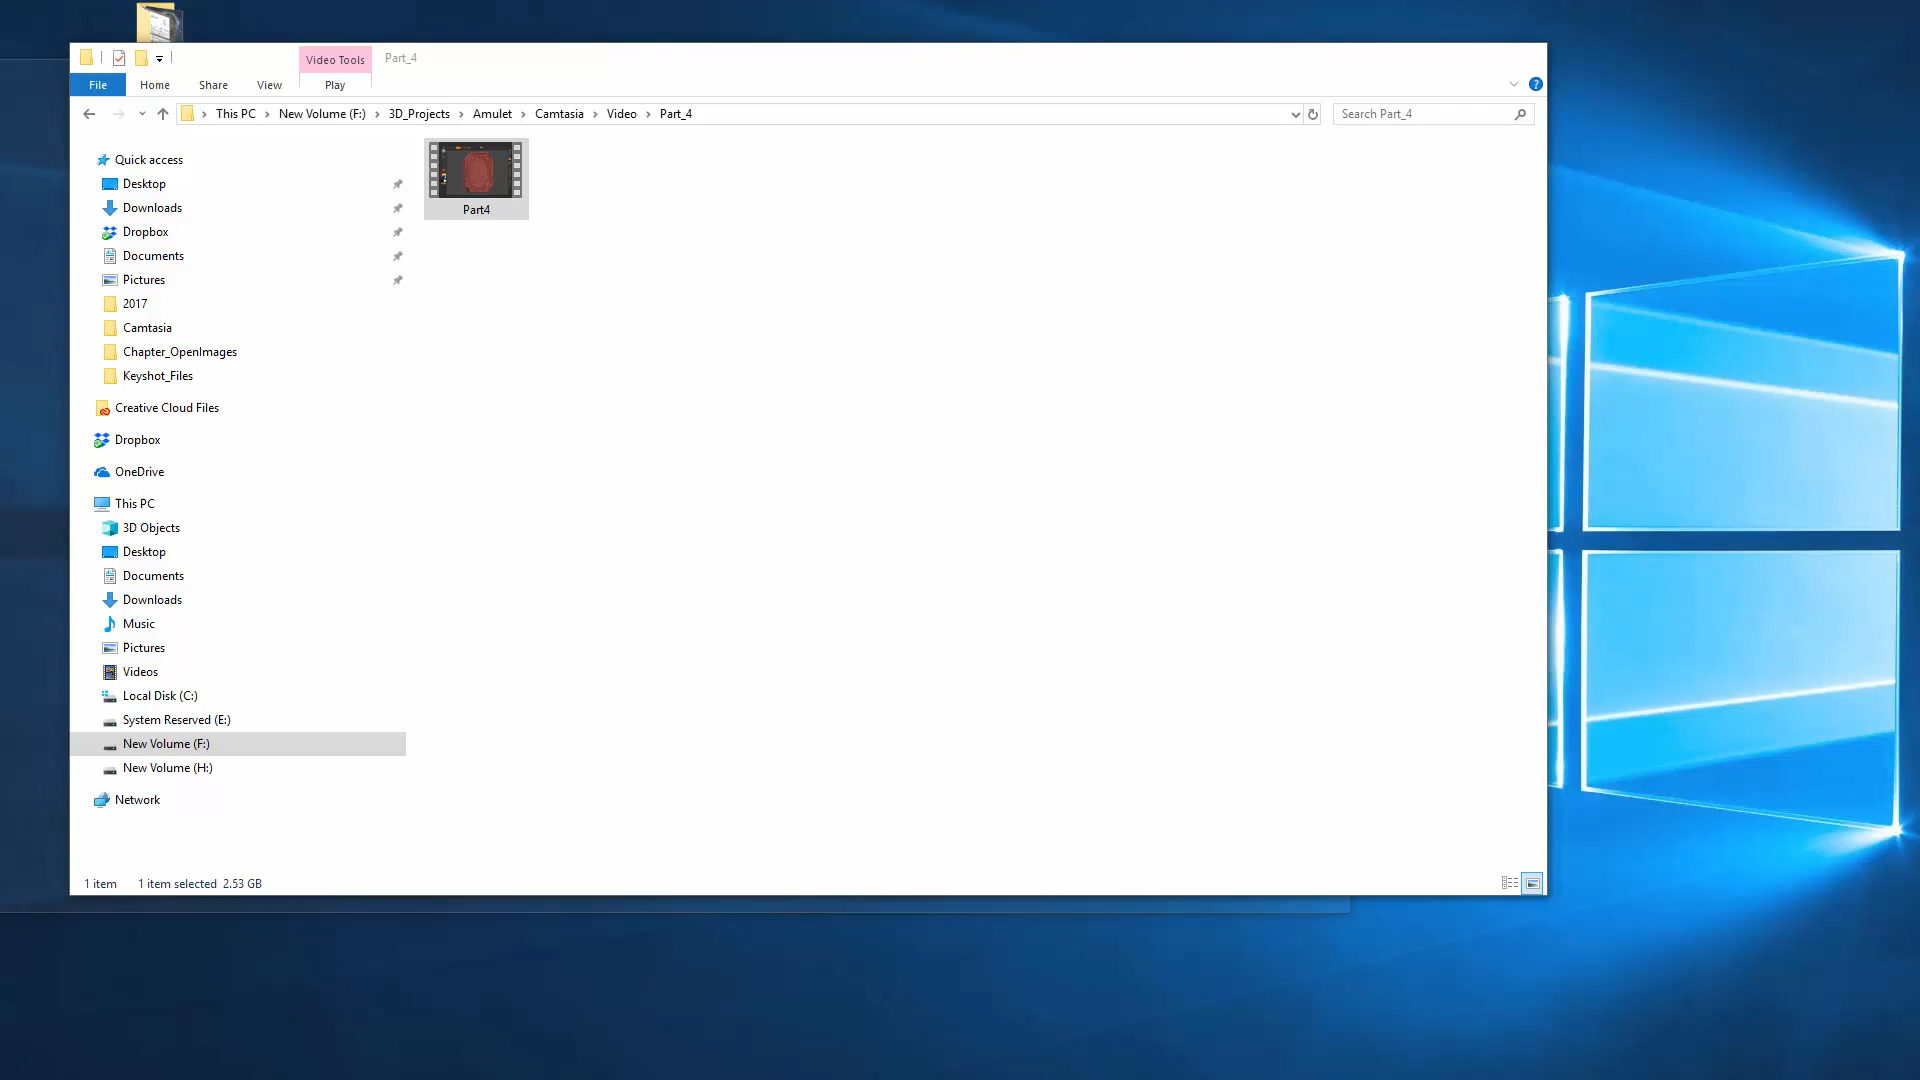 Video Tools
Part_4
File
Home
Share
View
Play
This PC
New Volume (F:)
3D_Projects
Amulet
Camtasia
Video
Part_4
Search Part_4
Quick access
Desktop
Downloads
Dropbox
Documents
Pictures
2017
Camtasia
Chapter_OpenImages
Keyshot_Files
Creative Cloud Files
Dropbox
OneDrive
This PC
3D Objects
Desktop
Documents
Downloads
Music
Pictures
Videos
Local Disk (C:)
System Reserved (E:)
New Volume (F:)
New Volume (H:)
Network
Part4
1 item
1 item selected 2.53 GB